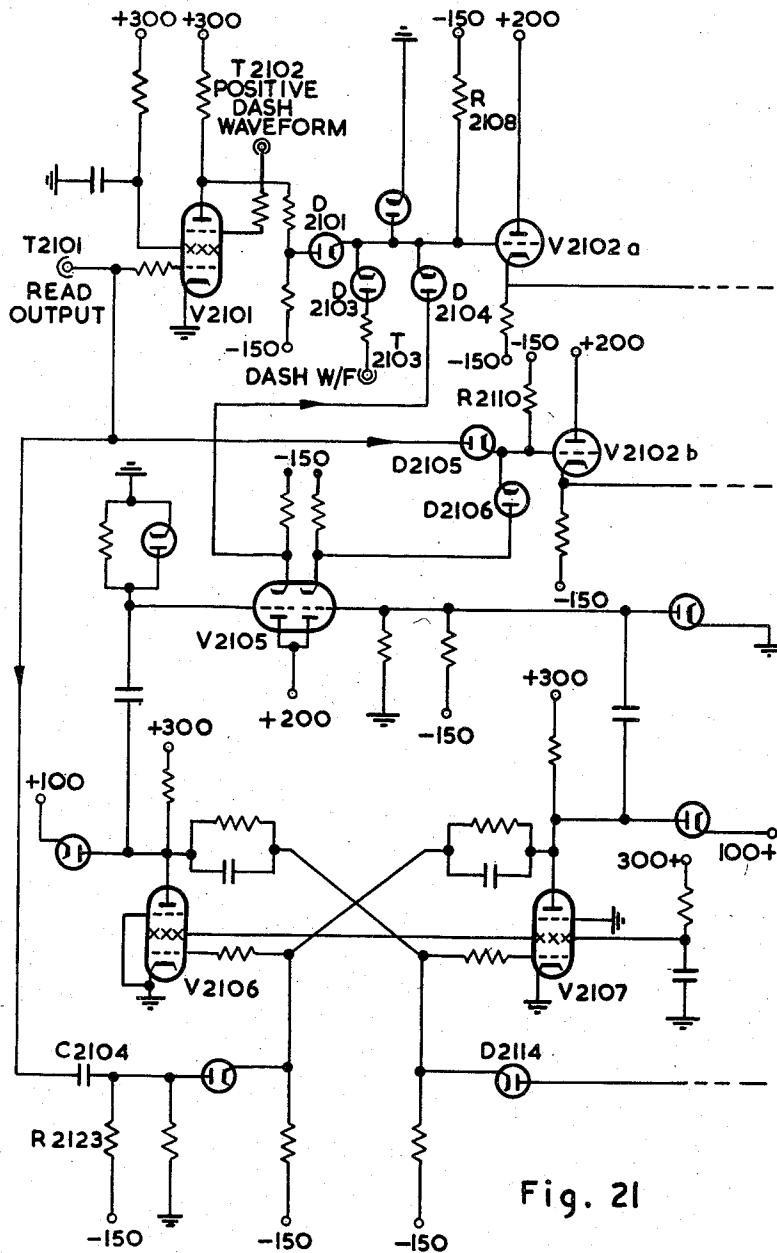 +300 +300
-150
+200
T2102
POSITIVE
DASH
WAVEFORM
R
2108
D
2101
T2101
READ
OUTPUT
V2101
V2102a
D
2103
D
2104
T
2103
-150
-150
-150
+200
DASH W/F
R2110
D2105
V2102b
-150
D2106
-150
V2105
+200
-150
+300
+300
+100
100+
300+
V2106
V2107
C2104
D2114
R2123
-150
-150
-150
Fig. 21